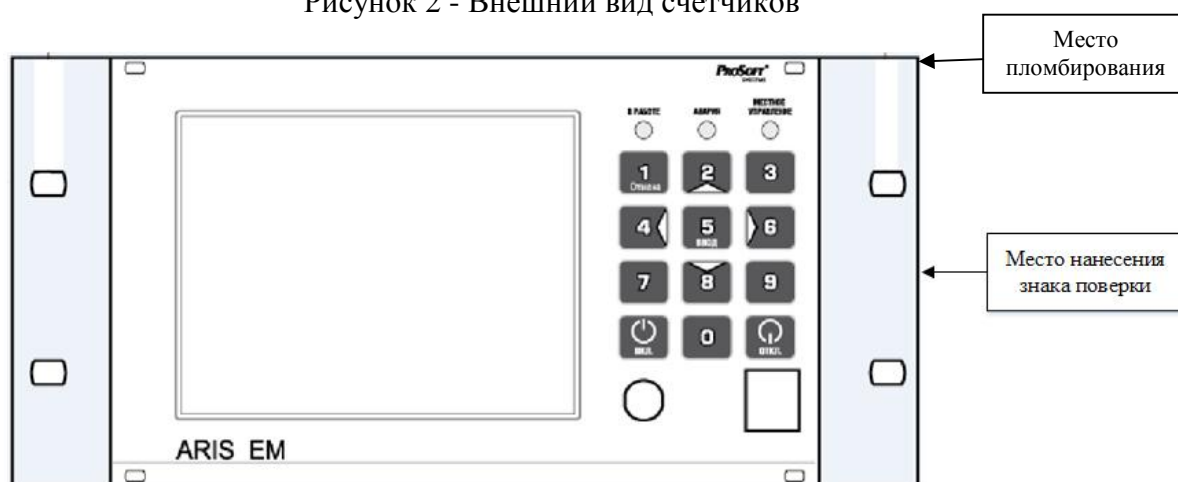 Рисунок 2 - Внешний вид счетчиков
Место
пломбирования
ProSoft®
SYSTEMS
В РАБОТЕ
АВАРИЯ
МЕСТНОЕ
УПРАВЛЕНИЕ
1
Отмена
2
3
4
5
ВВОД
6
Место нанесения
знака поверки
7
8
9
ВКЛ.
0
ОТКЛ.
ARIS EM